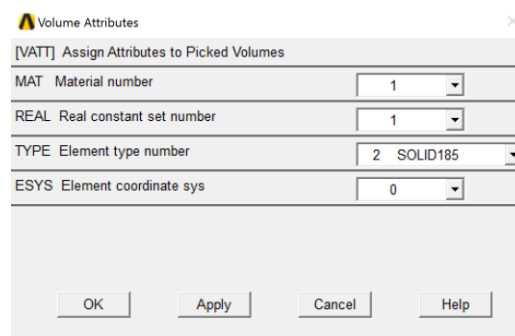 Volume Attributes
[VATT] Assign Attributes to Picked Volumes
MAT Material number 1
REAL Real constant set number 1
TYPE Element type number 2 SOLID185
ESYS Element coordinate sys 0
OK Apply Cancel Help